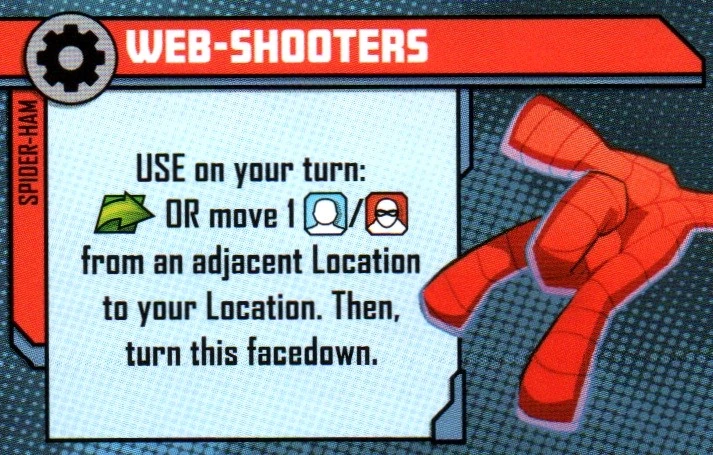 WEB-SHOOTERS
SPIDER-HAM
USE on your turn:
OR move 1 /
from an adjacent Location
to your Location. Then,
turn this facedown.